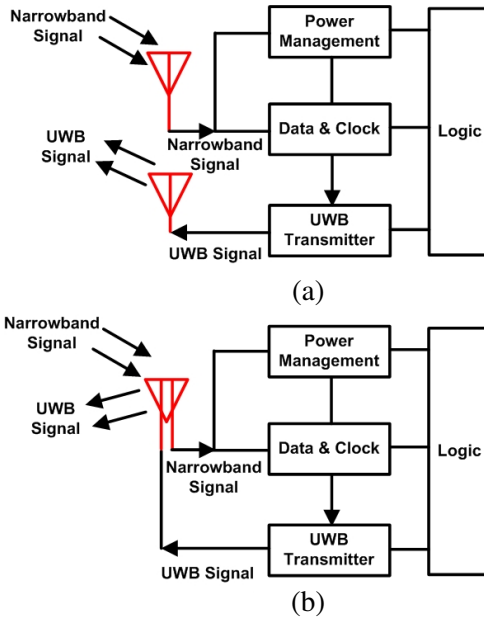 Narrowband
Signal
Power
Management
UWB
Signal
Narrowband
Signal
Data & Clock
Logic
UWB Signal
UWB
Transmitter
(a)
Narrowband
Signal
Power
Management
UWB
Signal
Narrowband
Signal
Data & Clock
Logic
UWB Signal
UWB
Transmitter
(b)